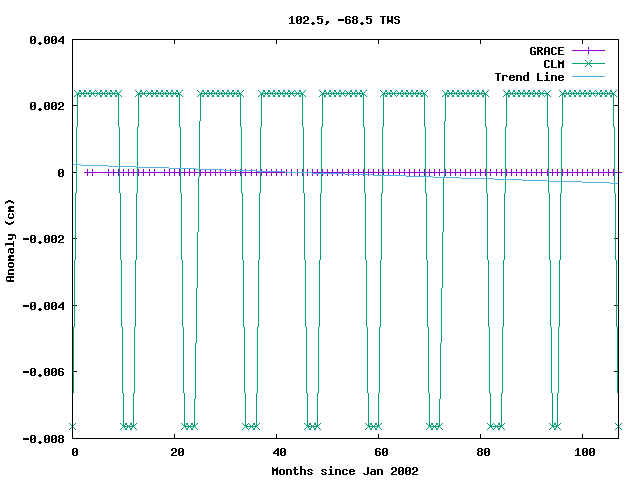 102.5, -68.5 TWS
GRACE
CLM
Trend Line
0.004
0.002
0
-0.002
-0.004
-0.006
-0.008
Anomaly (cm)
0 20 40 60 80 100
Months since Jan 2002